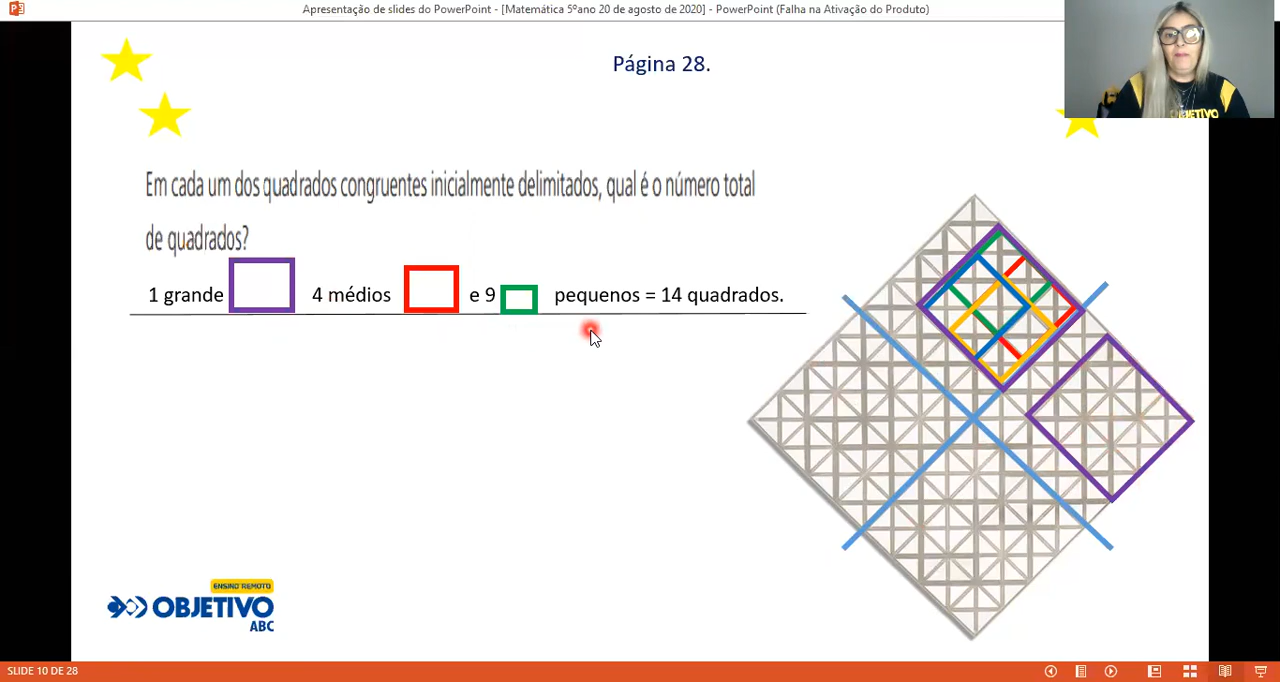 Apresentação de slides do PowerPoint - [Matemática 5ºano 20 de agosto de 2020] - PowerPoint (Falha na Ativação do Produto)
Página 28.
Em cada um dos quadrados congruentes inicialmente delimitados, qual é o número total
de quadrados?
1 grande 4 médios e 9 pequenos = 14 quadrados.
OBJETIVO
ENSINO REMOTO
OBJETIVO
ABC
SLIDE 10 DE 28